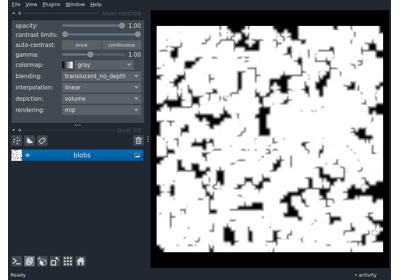 File View Plugins Window Help
layer controls
opacity: 1.00
contrast limits:
auto-contrast: once continuous
gamma: 1.00
colormap: gray
blending: translucent_no_depth
interpolation: linear
depiction: volume
rendering: mip
layer list
blobs
Ready activity